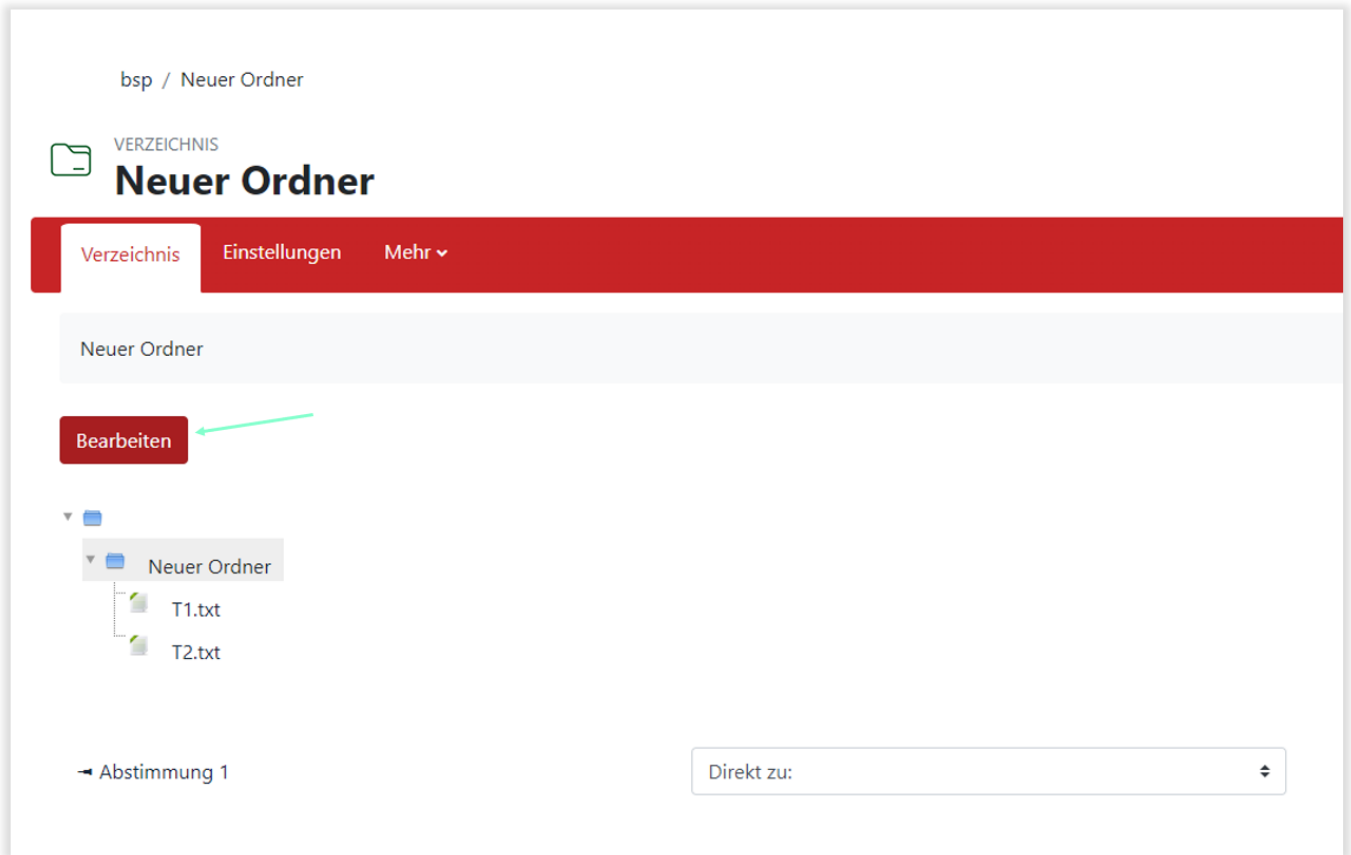 bsp / Neuer Ordner
VERZEICHNIS
Neuer Ordner
Verzeichnis Einstellungen Mehr
Neuer Ordner
Bearbeiten
Neuer Ordner
T1.txt
T2.txt
Abstimmung 1 Direkt zu: